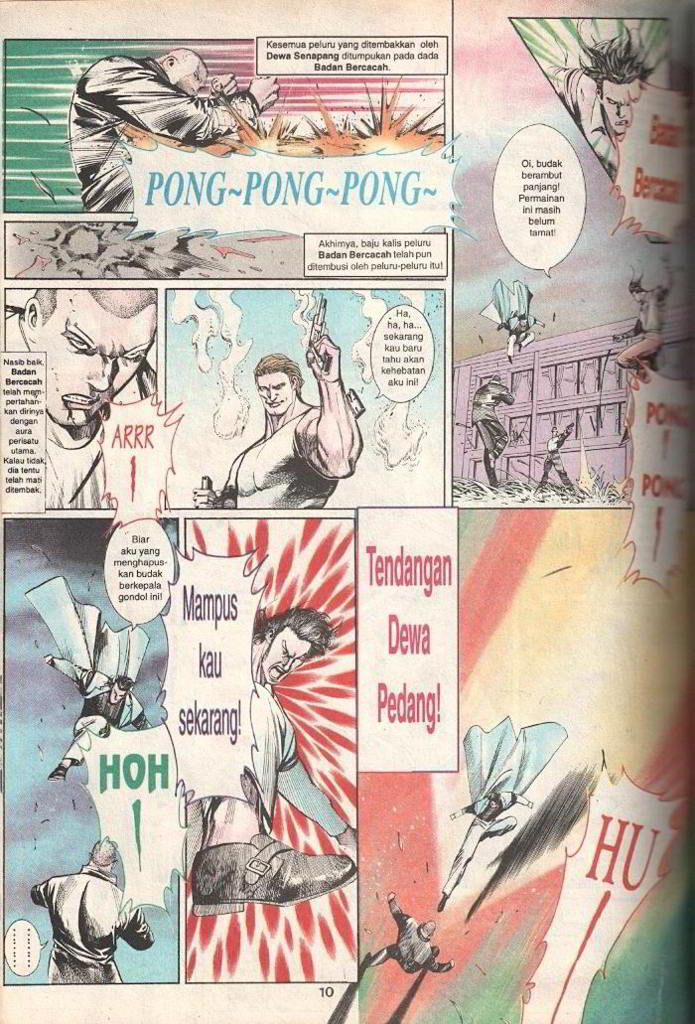 Kesemua peluru yang ditembakkan oleh
Dewa Senapang ditumpukan pada dada
Badan Bercacah.
PONG~PONG~PONG~
Akhirnya, baju kalis peluru
Badan Bercacah telah pun
ditembusi oleh peluru-peluru itu!
Nasib baik,
Badan
Bercacah
telah mem-
pertahan-
kan dirinya
dengan
aura
perisatu
utama.
Kalau tidak,
dia tentu
telah mati
ditembak.
ARRR
!
Ha,
ha, ha...
sekarang
kau baru
tahu akan
kehebatan
aku ini!
Oi, budak
berambut
panjang!
Permainan
ini masih
belum
tamat!
Badan
Bercacah
PONG
!
PONG
!
Biar
aku yang
menghapus-
kan budak
berkepala
gondol ini!
HOH
!
Mampus
kau
sekarang!
Tendangan
Dewa
Pedang!
HU
!
10